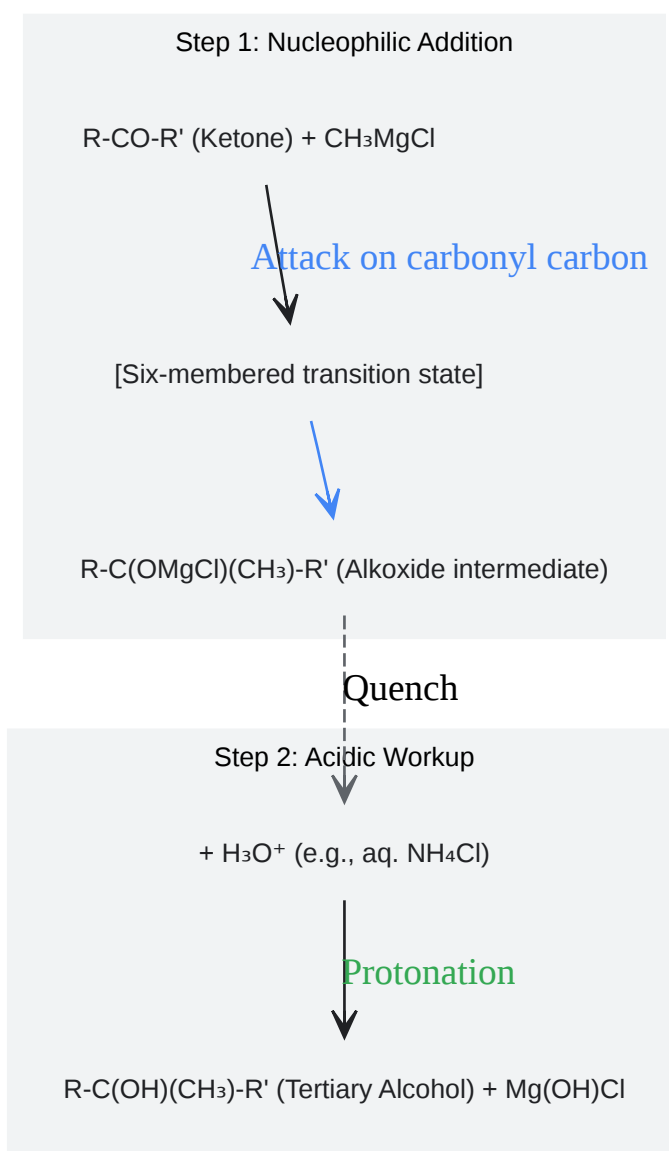 Step 1: Nucleophilic Addition
R-CO-R' (Ketone) + CH₃MgCl
Attack on carbonyl carbon
[Six-membered transition state]
R-C(OMgCl)(CH₃)-R' (Alkoxide intermediate)
Quench
Step 2: Acidic Workup
+ H₃O⁺ (e.g., aq. NH₄Cl)
Protonation
R-C(OH)(CH₃)-R' (Tertiary Alcohol) + Mg(OH)Cl